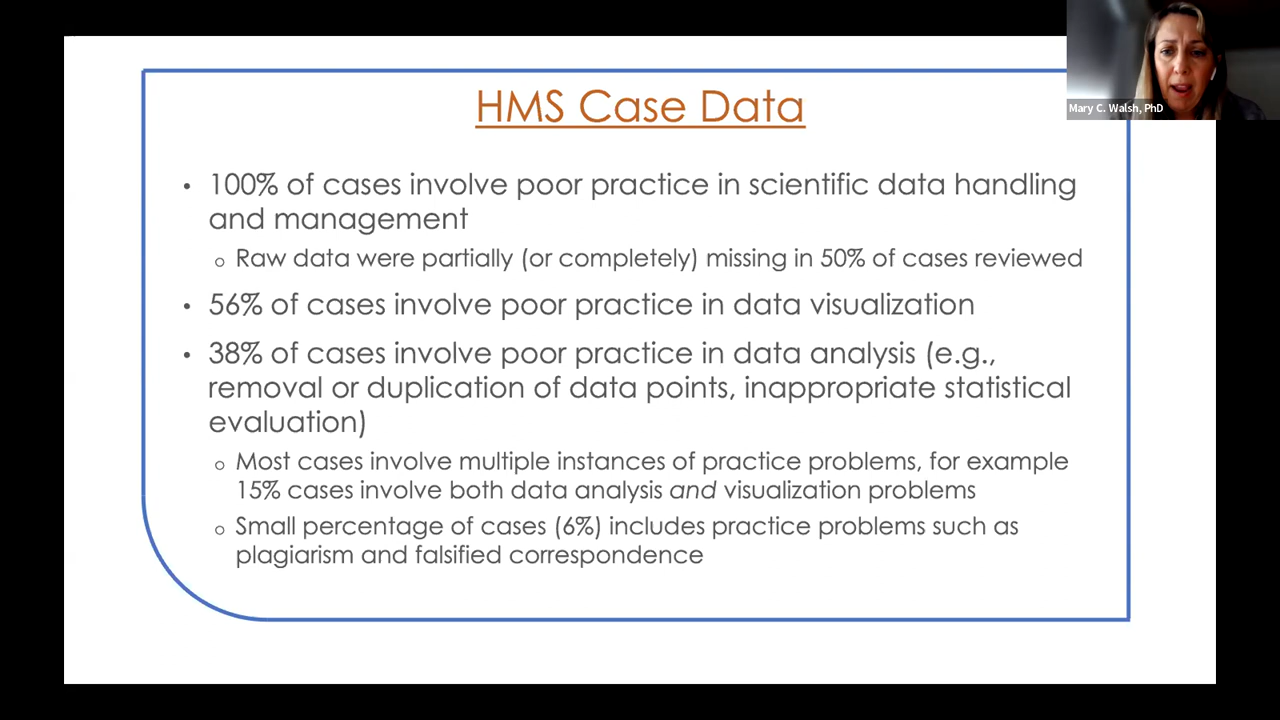 HMS Case Data
• 100% of cases involve poor practice in scientific data handling
and management
o Raw data were partially (or completely) missing in 50% of cases reviewed
• 56% of cases involve poor practice in data visualization
• 38% of cases involve poor practice in data analysis (e.g.,
removal or duplication of data points, inappropriate statistical
evaluation)
o Most cases involve multiple instances of practice problems, for example
15% cases involve both data analysis and visualization problems
o Small percentage of cases (6%) includes practice problems such as
plagiarism and falsified correspondence
Mary C. Walsh, PhD